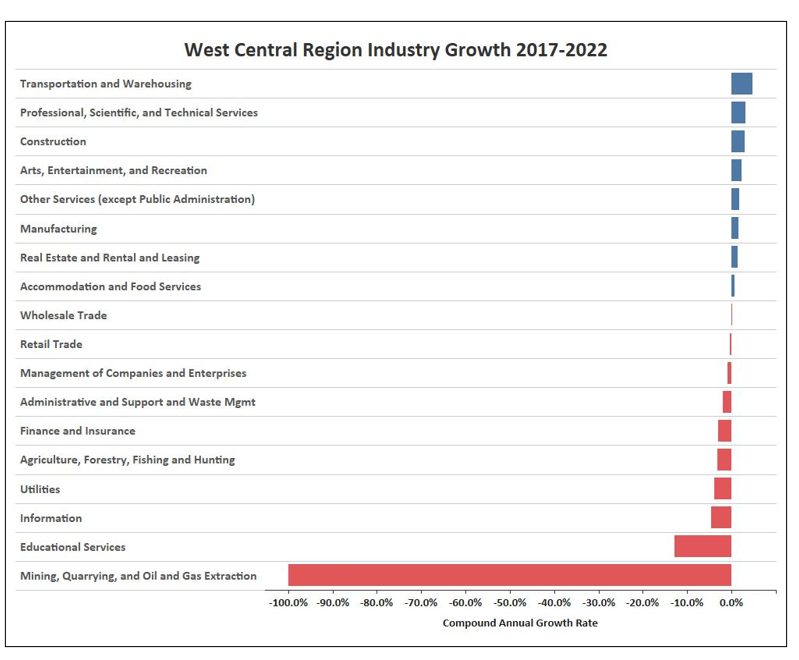 West Central Region Industry Growth 2017-2022
Transportation and Warehousing
Professional, Scientific, and Technical Services
Construction
Arts, Entertainment, and Recreation
Other Services (except Public Administration)
Manufacturing
Real Estate and Rental and Leasing
Accommodation and Food Services
Wholesale Trade
Retail Trade
Management of Companies and Enterprises
Administrative and Support and Waste Mgmt
Finance and Insurance
Agriculture, Forestry, Fishing and Hunting
Utilities
Information
Educational Services
Mining, Quarrying, and Oil and Gas Extraction
-100.0% -90.0% -80.0% -70.0% -60.0% -50.0% -40.0% -30.0% -20.0% -10.0% 0.0%
Compound Annual Growth Rate